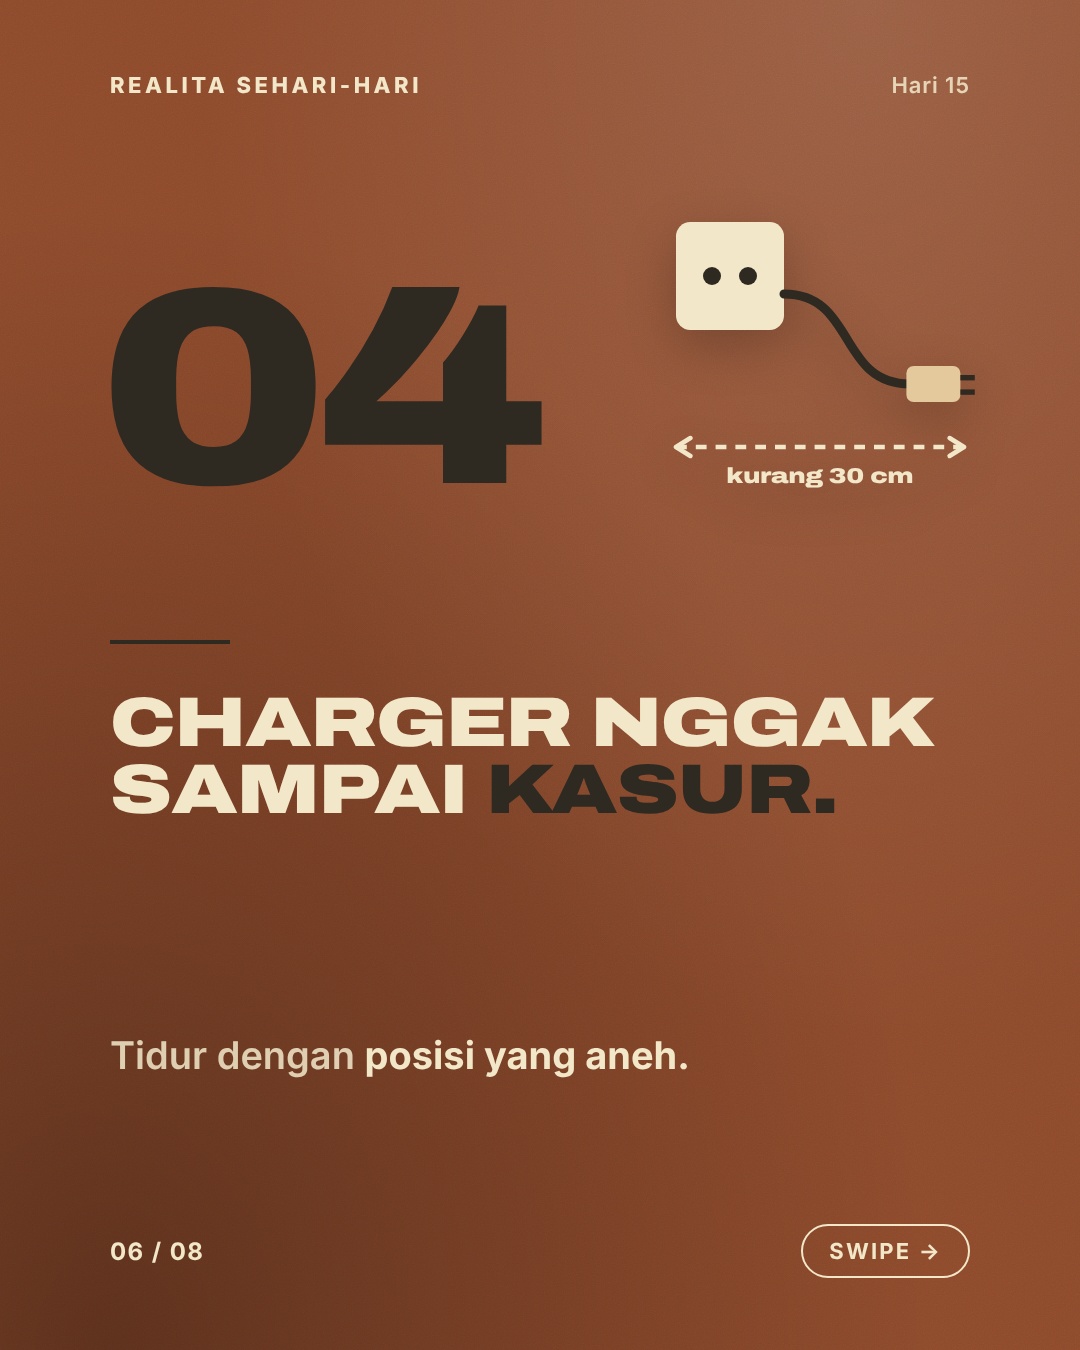 REALITA SEHARI-HARI
Hari 15
04
kurang 30 cm
CHARGER NGGAK
SAMPAI KASUR.
Tidur dengan posisi yang aneh.
06 / 08
SWIPE →